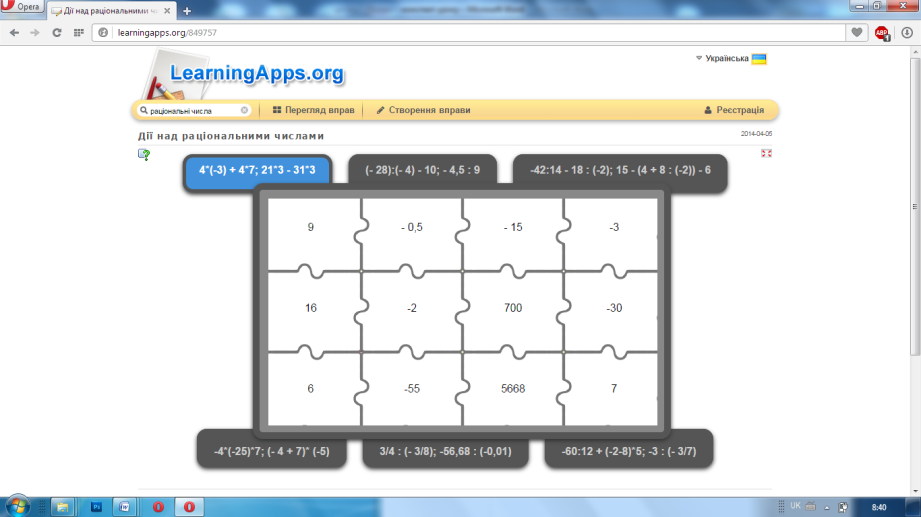 Opera
Дії над раціональними чи
learningapps.org/849757
ABP
1
Українська
LearningApps.org
раціональні числа
Перегляд вправ
Створення вправи
Реєстрація
Дії над раціональними числами
2014-04-05
4*(-3) + 4*7; 21*3 - 31*3
(- 28):(- 4) - 10; - 4,5 : 9
-42:14 - 18 : (-2); 15 - (4 + 8 : (-2)) - 6
9 - 0,5 - 15 -3
16 -2 700 -30
6 -55 5668 7
-4*(-25)*7; (- 4 + 7)* (-5)
3/4 : (- 3/8); -56,68 : (-0,01)
-60:12 + (-2-8)*5; -3 : (- 3/7)
UK
8:40